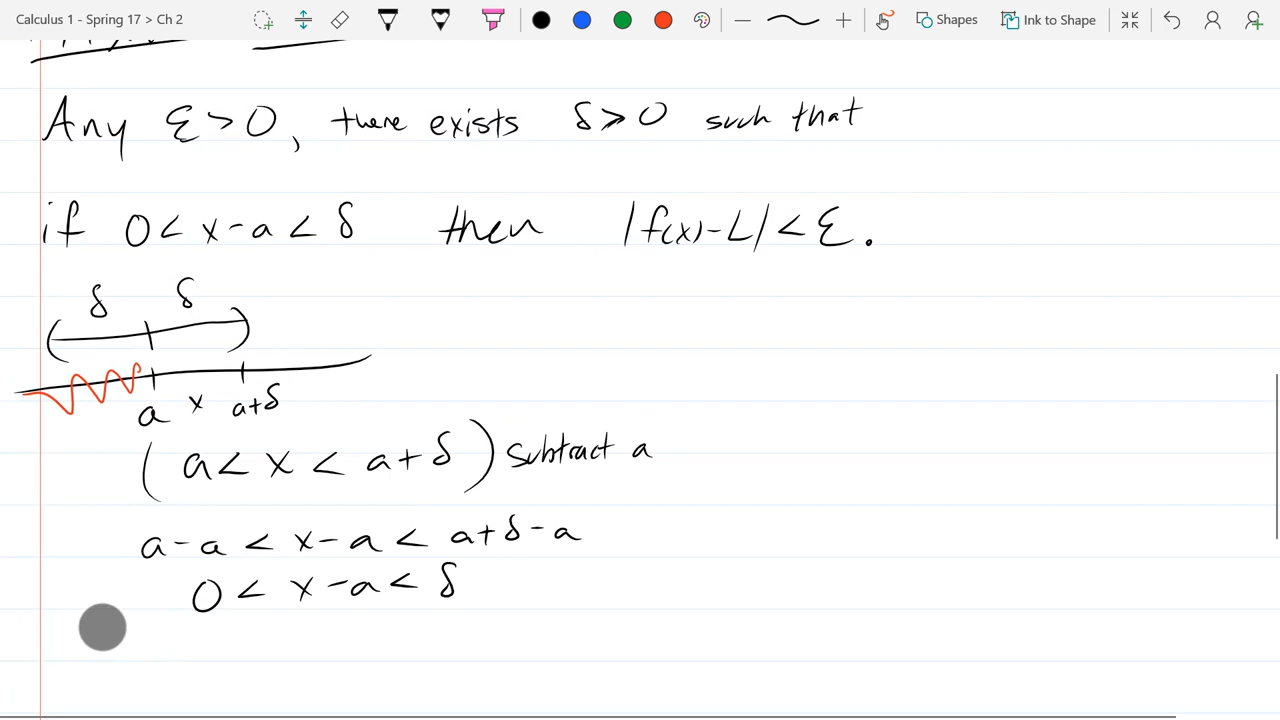 Calculus 1 - Spring 17 > Ch 2
Shapes
Ink to Shape
Any ε > 0, there exists δ > 0 such that
if 0 < x - a < δ then |f(x) - L| < ε.
δ δ
a x a+δ
( a < x < a + δ ) subtract a
a - a < x - a < a + δ - a
0 < x - a < δ